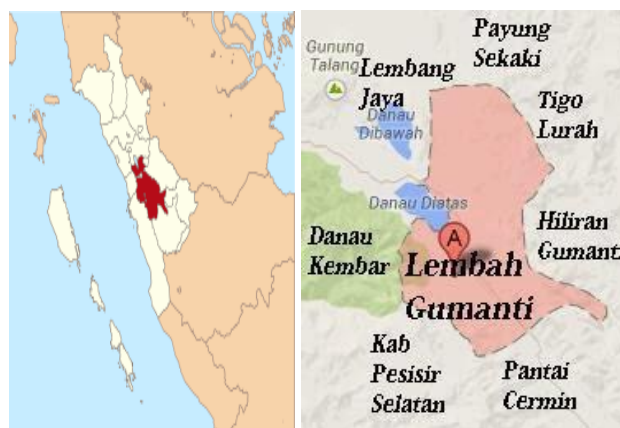 Payung
Sekaki
Gunung
Talang
Lembang
Jaya
Danau
Dibawah
Tigo
Lurah
Danau Diatas
Hiliran
Gumanti
Danau
Kembar
A
Lembah
Gumanti
Kab
Pesisir
Selatan
Pantai
Cermin